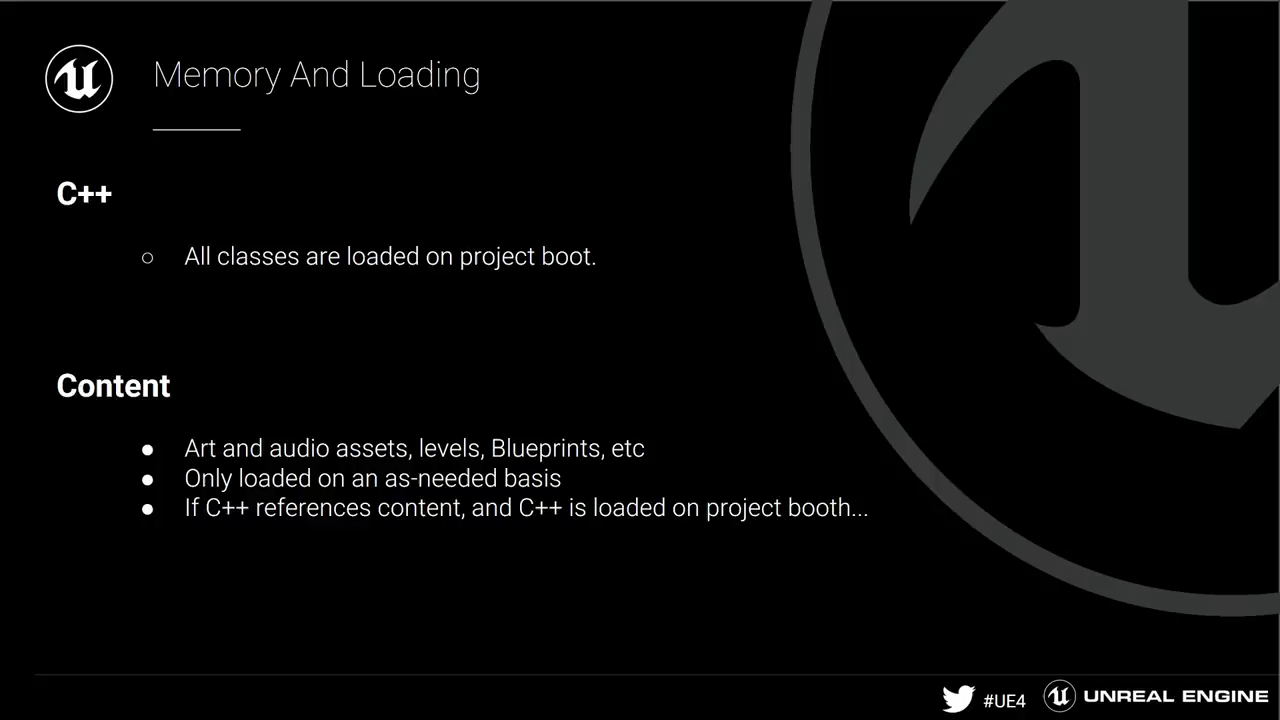 Memory And Loading
C++
All classes are loaded on project boot.
Content
Art and audio assets, levels, Blueprints, etc
Only loaded on an as-needed basis
If C++ references content, and C++ is loaded on project booth...
#UE4
UNREAL ENGINE